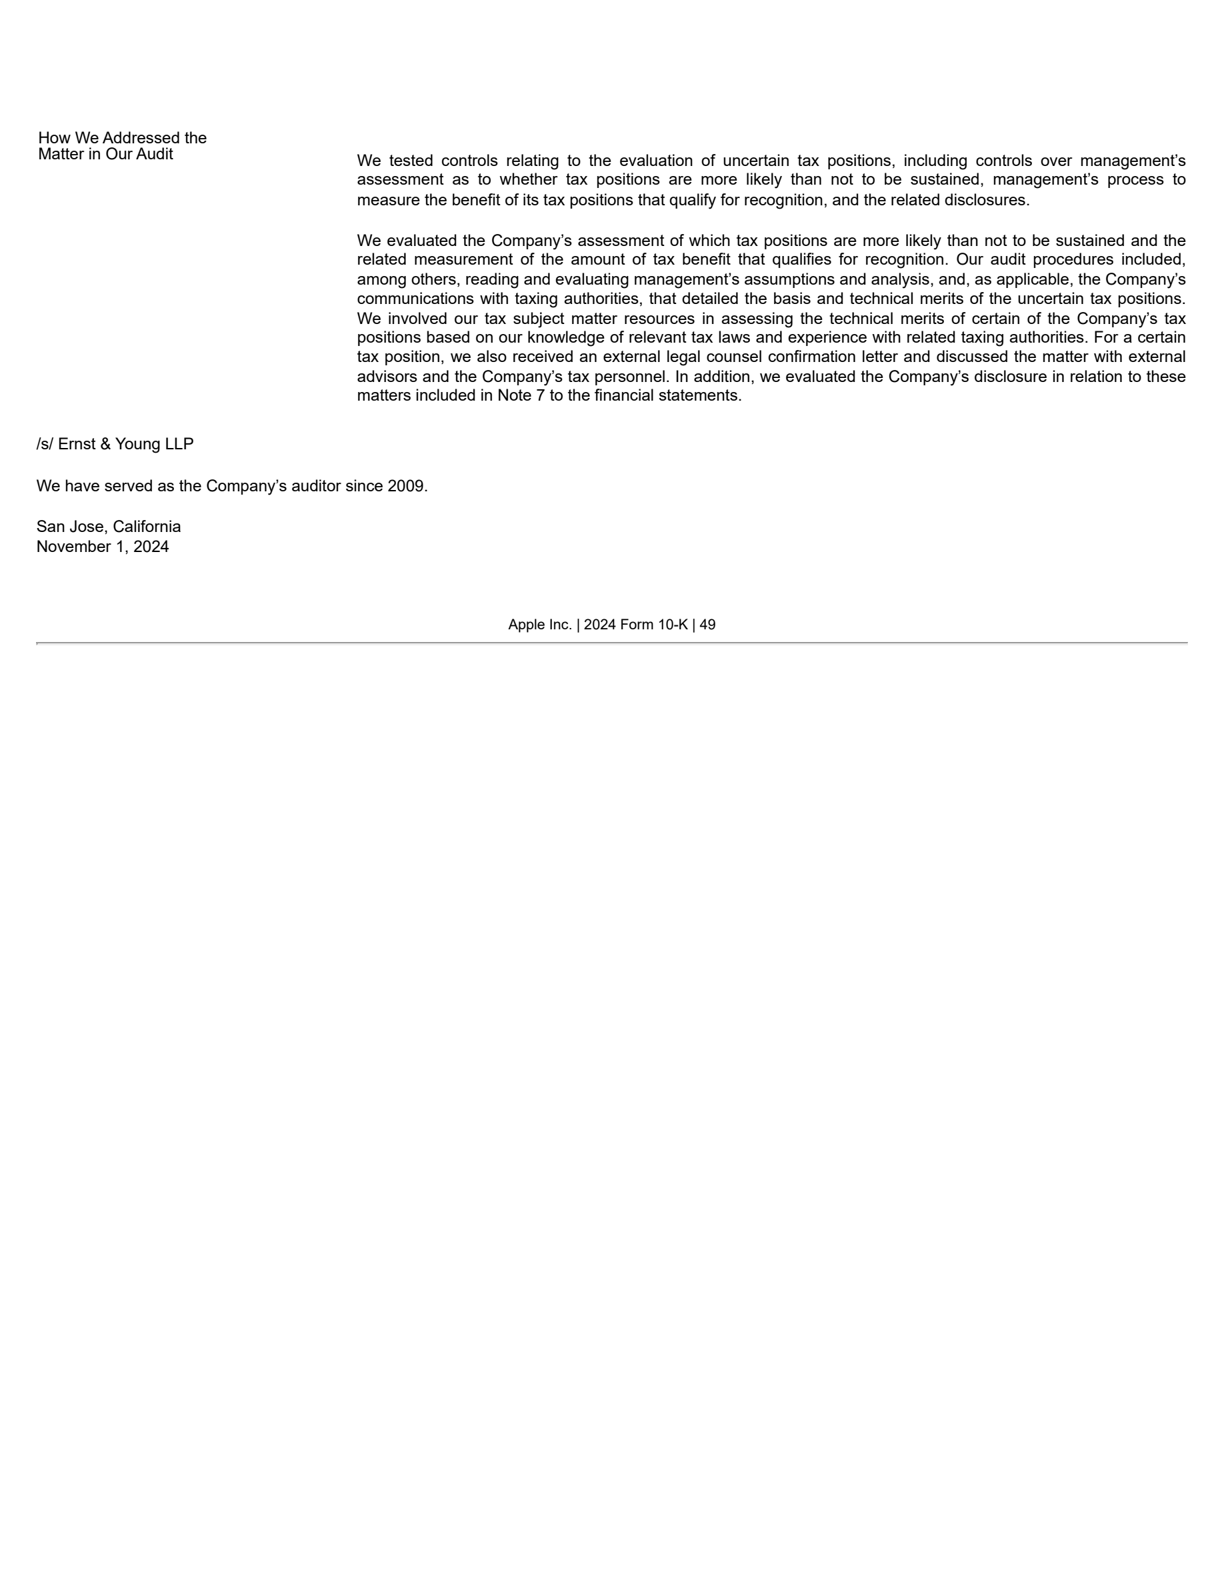 How We Addressed the
Matter in Our Audit
We tested controls relating to the evaluation of uncertain tax positions, including controls over management’s
assessment as to whether tax positions are more likely than not to be sustained, management’s process to
measure the benefit of its tax positions that qualify for recognition, and the related disclosures.
We evaluated the Company’s assessment of which tax positions are more likely than not to be sustained and the
related measurement of the amount of tax benefit that qualifies for recognition. Our audit procedures included,
among others, reading and evaluating management’s assumptions and analysis, and, as applicable, the Company’s
communications with taxing authorities, that detailed the basis and technical merits of the uncertain tax positions.
We involved our tax subject matter resources in assessing the technical merits of certain of the Company’s tax
positions based on our knowledge of relevant tax laws and experience with related taxing authorities. For a certain
tax position, we also received an external legal counsel confirmation letter and discussed the matter with external
advisors and the Company’s tax personnel. In addition, we evaluated the Company’s disclosure in relation to these
matters included in Note 7 to the financial statements.
/s/ Ernst & Young LLP
We have served as the Company’s auditor since 2009.
San Jose, California
November 1, 2024
Apple Inc. | 2024 Form 10-K | 49